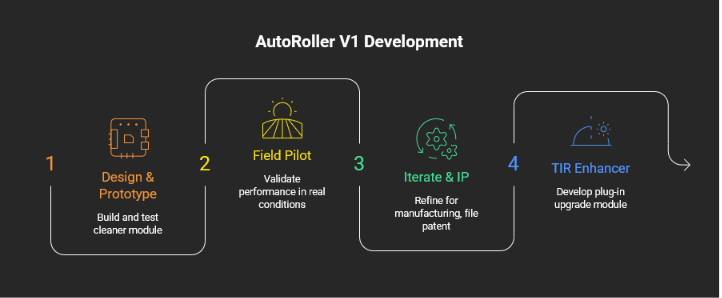 AutoRoller V1 Development
1
Design &
Prototype
Build and test
cleaner module
2
Field Pilot
Validate
performance in real
conditions
3
Iterate & IP
Refine for
manufacturing, file
patent
4
TIR Enhancer
Develop plug-in
upgrade module